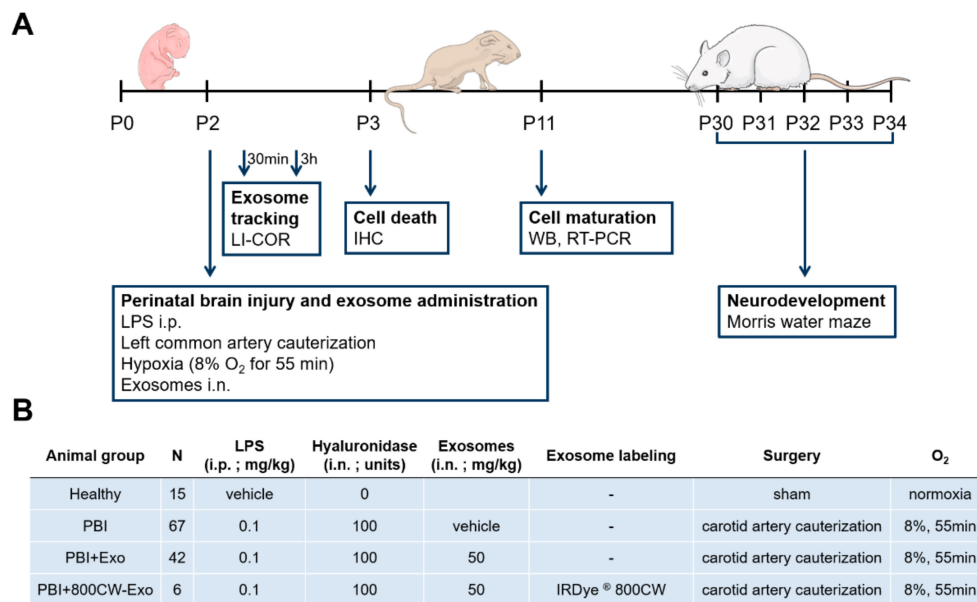 A
P0 P2 P3 P11 P30 P31 P32 P33 P34
30min 3h
Exosome
tracking
LI-COR
Cell death
IHC
Cell maturation
WB, RT-PCR
Perinatal brain injury and exosome administration
LPS i.p.
Left common artery cauterization
Hypoxia (8% O₂ for 55 min)
Exosomes i.n.
Neurodevelopment
Morris water maze
B
Animal group N LPS (i.p. ; mg/kg) Hyaluronidase (i.n. ; units) Exosomes (i.n. ; mg/kg) Exosome labeling Surgery O₂
Healthy 15 vehicle 0 - sham normoxia
PBI 67 0.1 100 vehicle - carotid artery cauterization 8%, 55min
PBI+Exo 42 0.1 100 50 - carotid artery cauterization 8%, 55min
PBI+800CW-Exo 6 0.1 100 50 IRDye ® 800CW carotid artery cauterization 8%, 55min